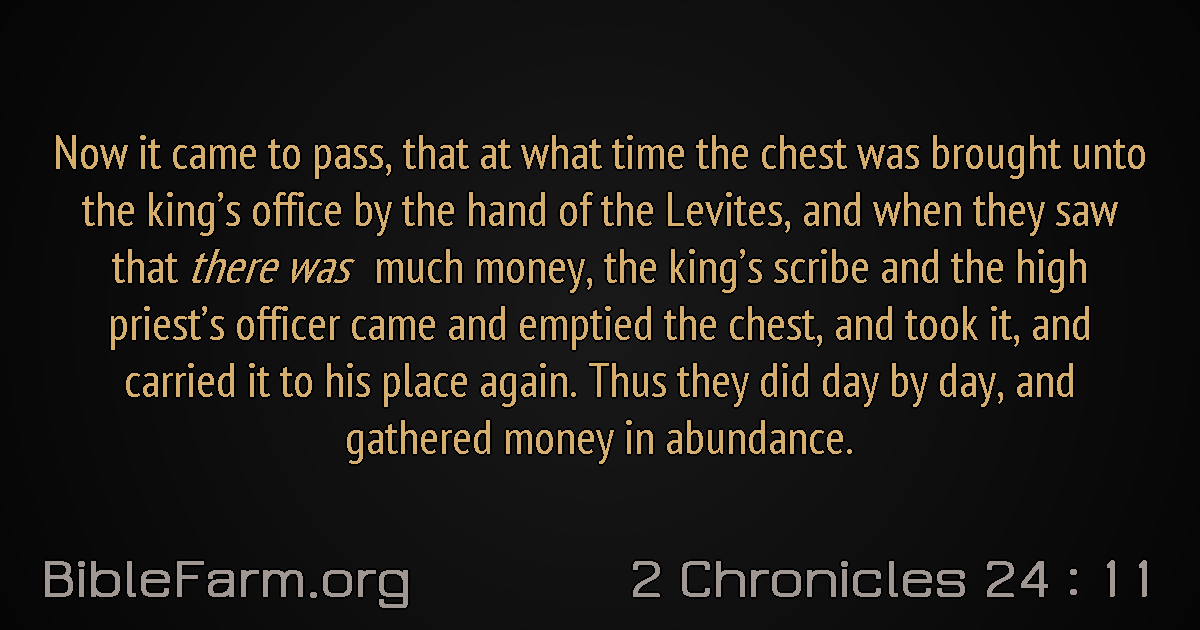 Now it came to pass, that at what time the chest was brought unto
the king’s office by the hand of the Levites, and when they saw
that there was much money, the king’s scribe and the high
priest’s officer came and emptied the chest, and took it, and
carried it to his place again. Thus they did day by day, and
gathered money in abundance.
BibleFarm.org
2 Chronicles 24 : 11